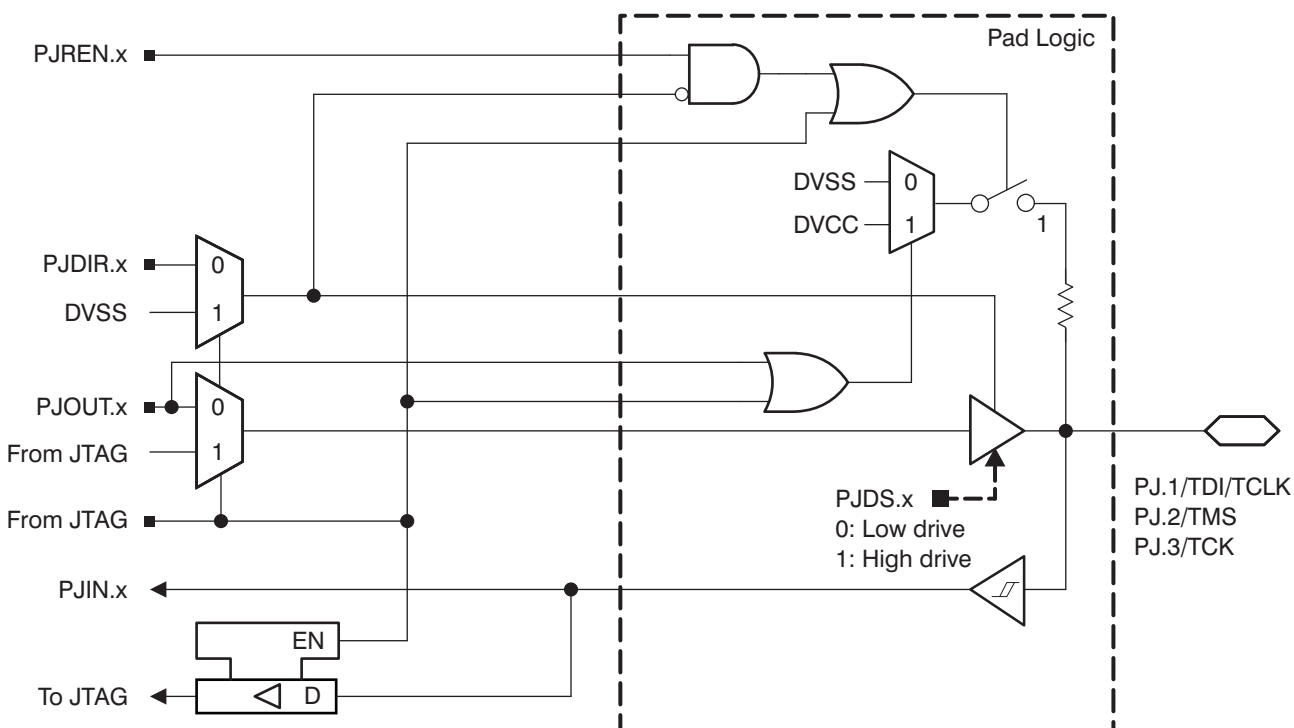 Pad Logic
PJREN.x
DVSS
0
DVCC
1
1
PJDIR.x
0
DVSS
1
PJOUT.x
0
From JTAG
1
From JTAG
PJDS.x
0: Low drive
1: High drive
PJ.1/TDI/TCLK
PJ.2/TMS
PJ.3/TCK
PJIN.x
EN
To JTAG
D